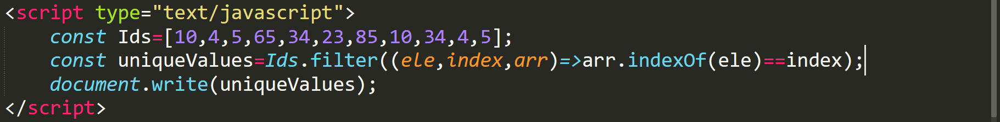 <script type="text/javascript">
const Ids=[10,4,5,65,34,23,85,10,34,4,5];
const uniqueValues=Ids.filter((ele,index,arr)=>arr.indexOf(ele)==index);
document.write(uniqueValues);
</script>